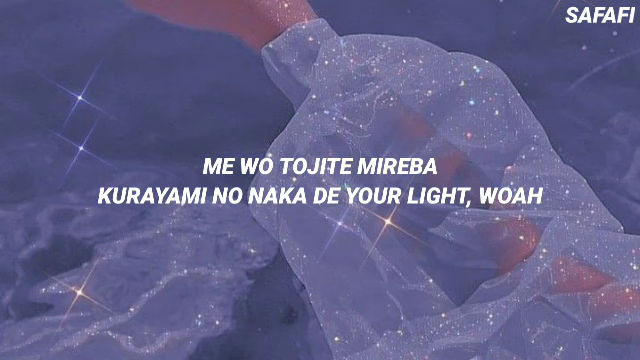 SAFAFI
ME WO TOJITE MIREBA
KURAYAMI NO NAKA DE YOUR LIGHT, WOAH